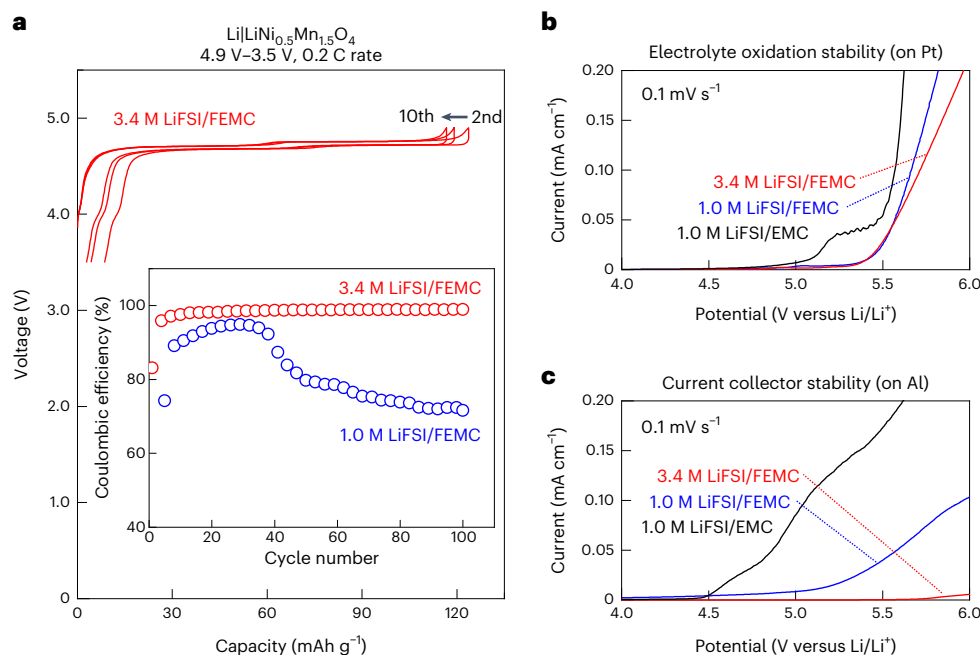 a
Li|LiNi₀.₅Mn₁.₅O₄
4.9 V–3.5 V, 0.2 C rate
3.4 M LiFSI/FEMC
10th
2nd
Voltage (V)
5.0
4.0
3.0
2.0
1.0
0
0 30 60 90 120
Capacity (mAh g⁻¹)
3.4 M LiFSI/FEMC
1.0 M LiFSI/FEMC
Coulombic efficiency (%)
100
80
60
40
0 20 40 60 80 100
Cycle number
b
Electrolyte oxidation stability (on Pt)
0.1 mV s⁻¹
3.4 M LiFSI/FEMC
1.0 M LiFSI/FEMC
1.0 M LiFSI/EMC
Current (mA cm⁻¹)
0.20
0.15
0.10
0.05
0
4.0 4.5 5.0 5.5 6.0
Potential (V versus Li/Li⁺)
c
Current collector stability (on Al)
0.1 mV s⁻¹
3.4 M LiFSI/FEMC
1.0 M LiFSI/FEMC
1.0 M LiFSI/EMC
Current (mA cm⁻¹)
0.20
0.15
0.10
0.05
0
4.0 4.5 5.0 5.5 6.0
Potential (V versus Li/Li⁺)